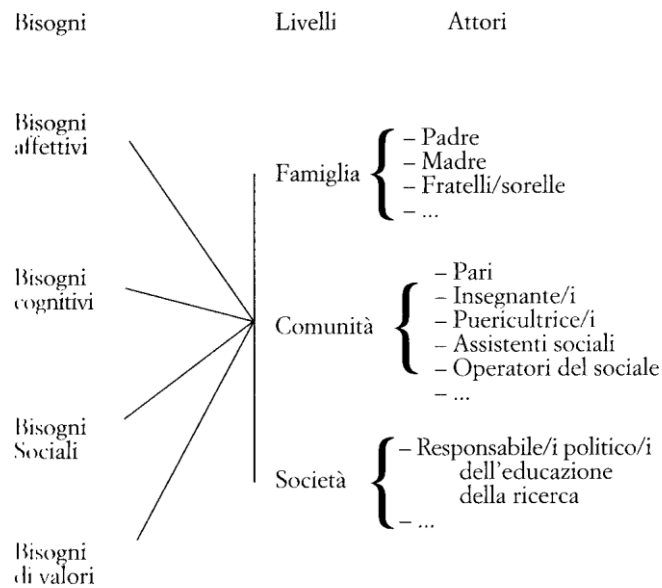 Bisogni Livelli Attori
Bisogni
affettivi
Famiglia
– Padre
– Madre
– Fratelli/sorelle
– ...
Bisogni
cognitivi
Comunità
– Pari
– Insegnante/i
– Puericultrice/i
– Assistenti sociali
– Operatori del sociale
– ...
Bisogni
Sociali
Società
– Responsabile/i politico/i
dell'educazione
della ricerca
– ...
Bisogni
di valori